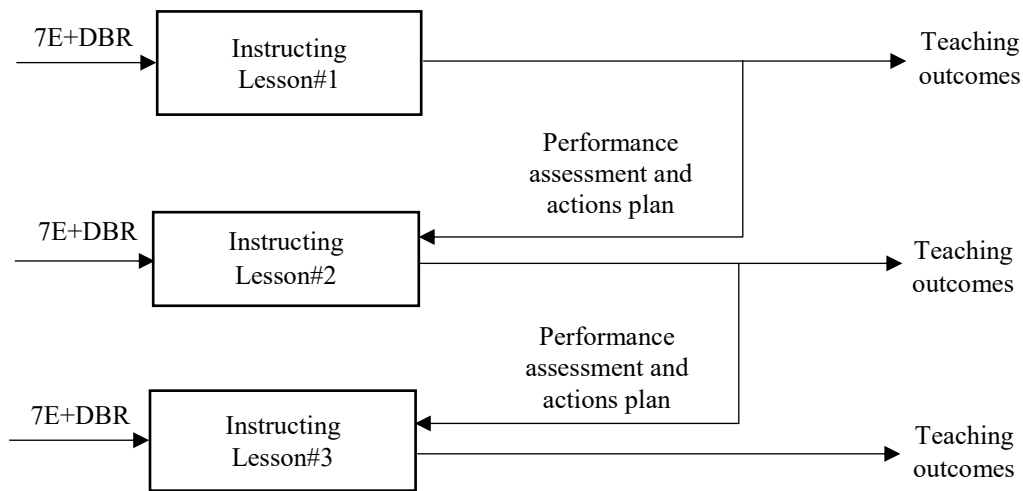 7E+DBR
Instructing
Lesson#1
Teaching
outcomes
Performance
assessment and
actions plan
7E+DBR
Instructing
Lesson#2
Teaching
outcomes
Performance
assessment and
actions plan
7E+DBR
Instructing
Lesson#3
Teaching
outcomes